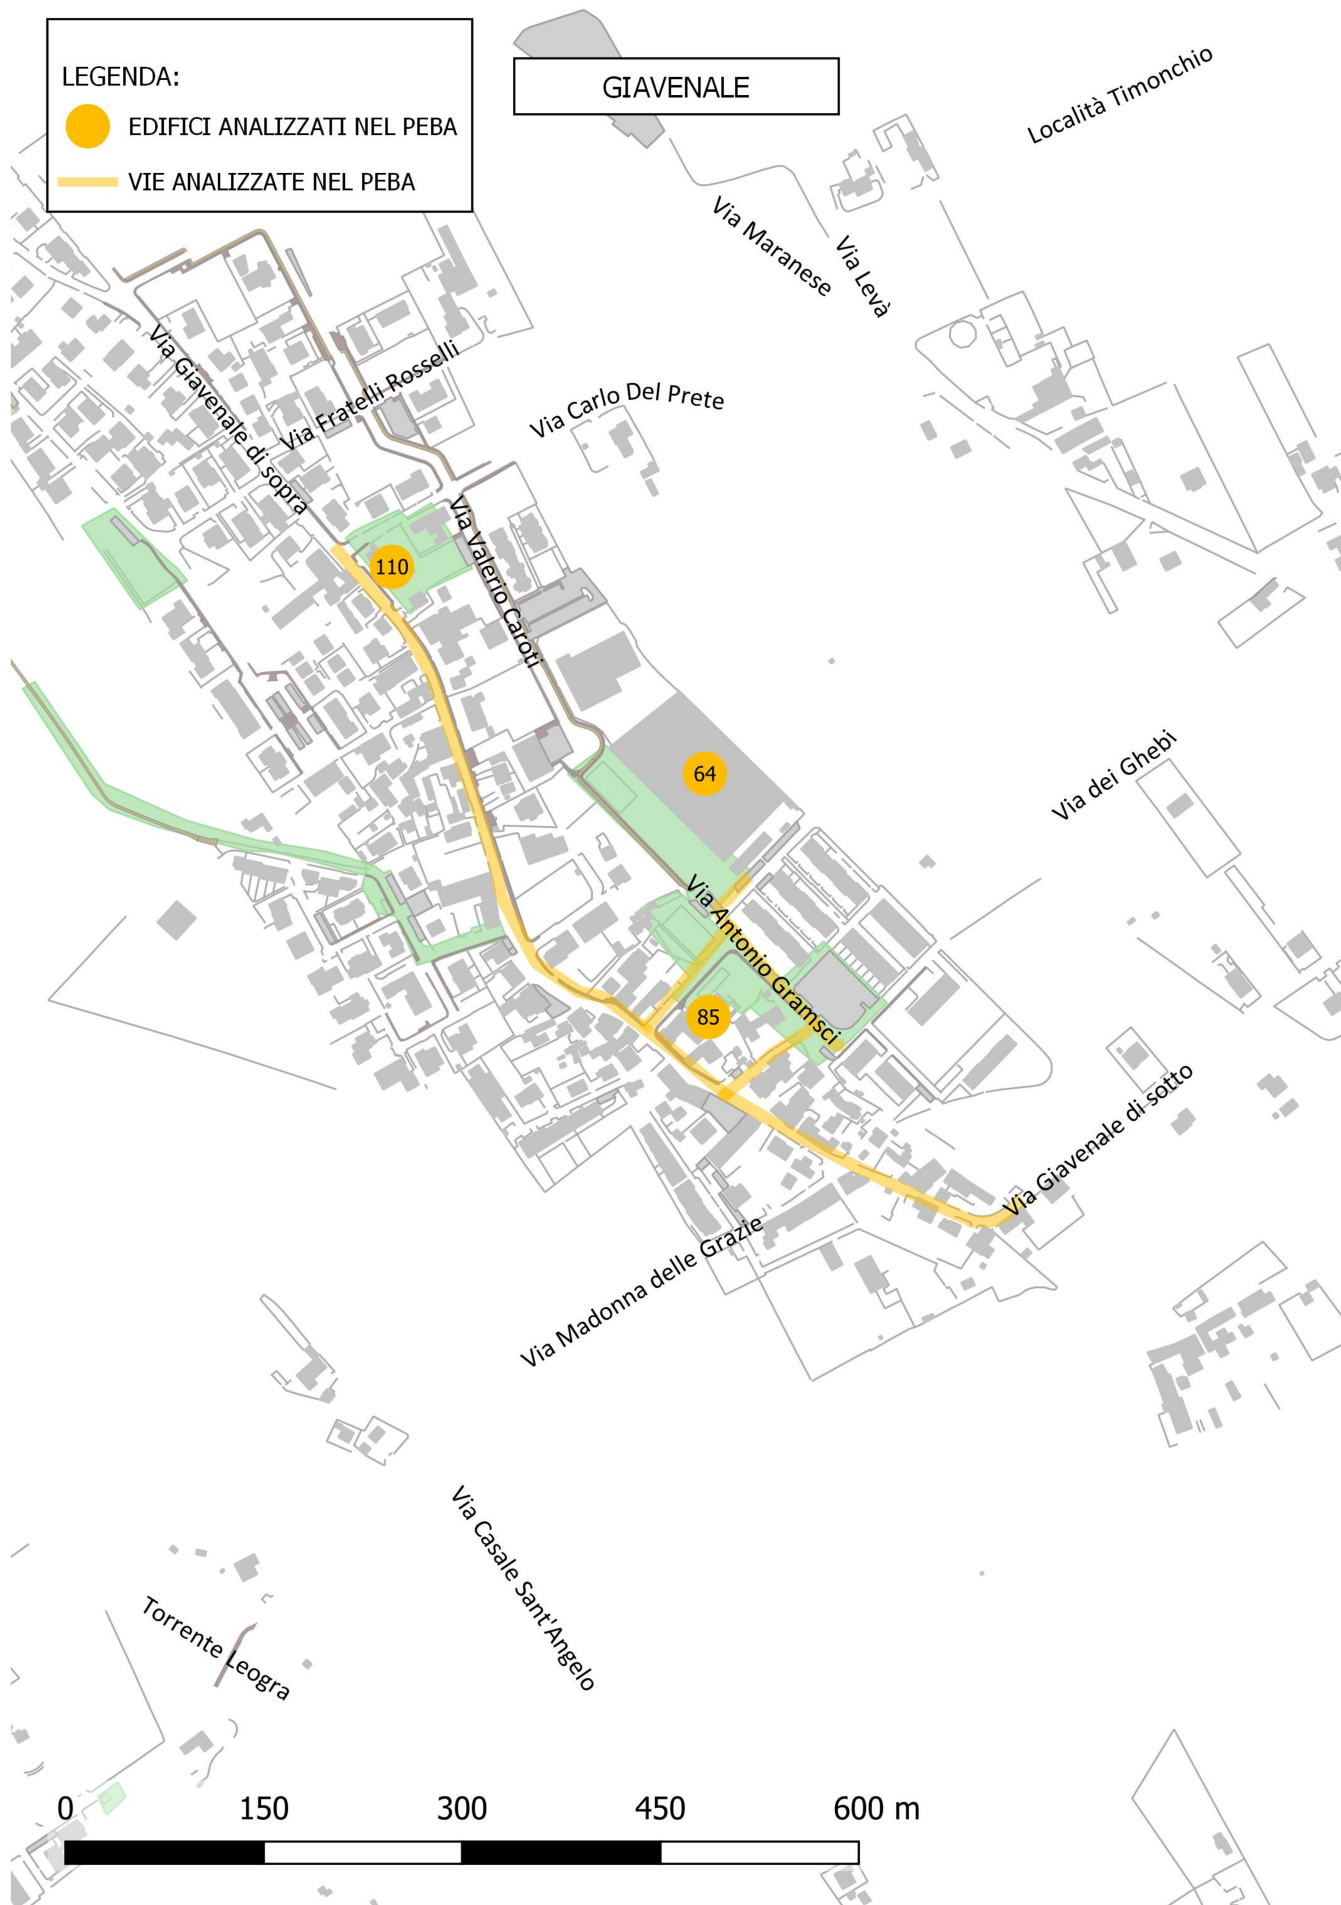 LEGENDA:
EDIFICI ANALIZZATI NEL PEBA
VIE ANALIZZATE NEL PEBA
GIAVENALE
Località Timonchio
Via Maranese
Via Levà
Via Giavenale di sopra
Via Fratelli Rosselli
Via Carlo Del Prete
Via Valerio Caroti
110
64
Via dei Ghebi
Via Antonio Gramsci
85
Via Giavenale di sotto
Via Madonna delle Grazie
Via Casale Sant'Angelo
Torrente Leogra
0 150 300 450 600 m